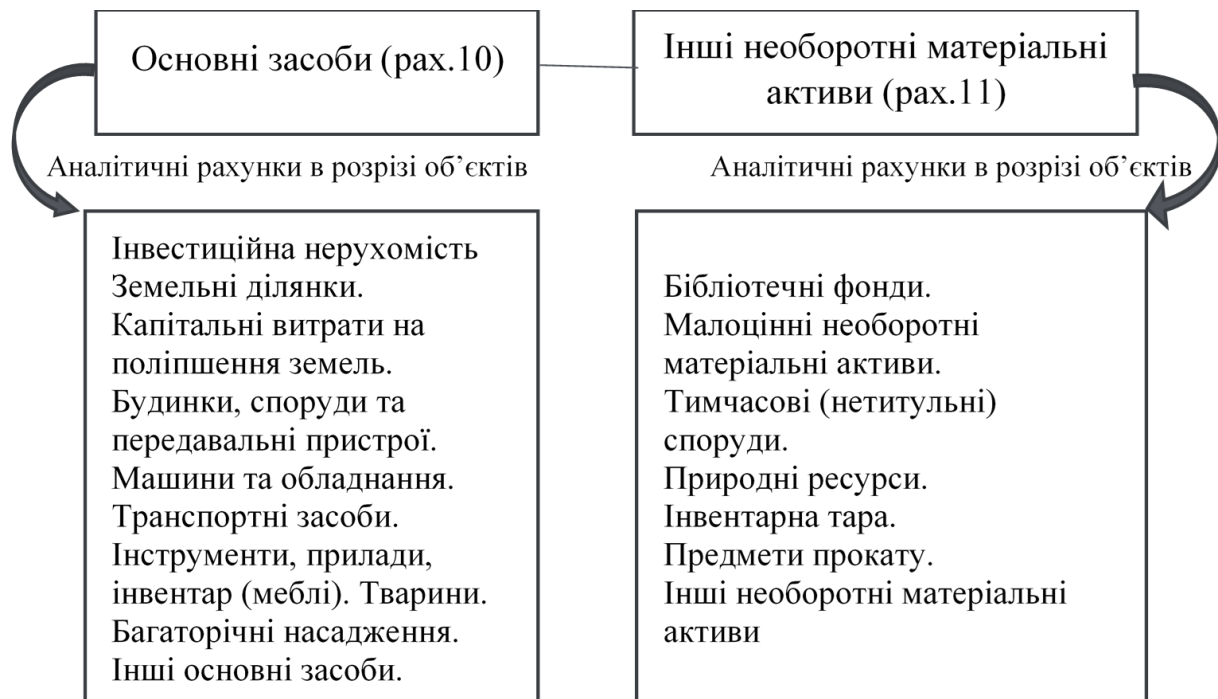 Основні засоби (рах.10)
Інші необоротні матеріальні
активи (рах.11)
Аналітичні рахунки в розрізі об’єктів
Аналітичні рахунки в розрізі об’єктів
Інвестиційна нерухомість
Земельні ділянки.
Капітальні витрати на
поліпшення земель.
Будинки, споруди та
передавальні пристрої.
Машини та обладнання.
Транспортні засоби.
Інструменти, прилади,
інвентар (меблі). Тварини.
Багаторічні насадження.
Інші основні засоби.
Бібліотечні фонди.
Малоцінні необоротні
матеріальні активи.
Тимчасові (нетитульні)
споруди.
Природні ресурси.
Інвентарна тара.
Предмети прокату.
Інші необоротні матеріальні
активи